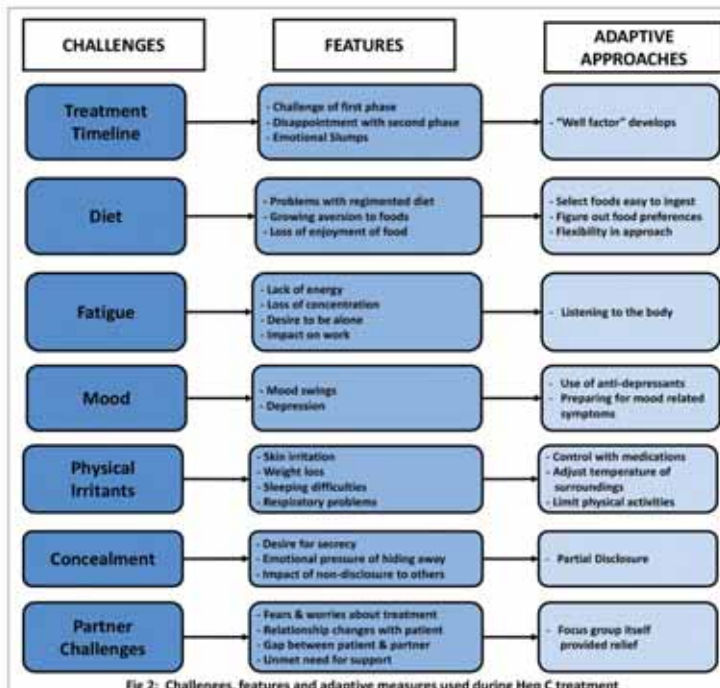 CHALLENGES
FEATURES
ADAPTIVE
APPROACHES
Treatment
Timeline
- Challenge of first phase
- Disappointment with second phase
- Emotional Slumps
- "Well factor" develops
Diet
- Problems with regimented diet
- Growing aversion to foods
- Loss of enjoyment of food
- Select foods easy to ingest
- Figure out food preferences
- Flexibility in approach
Fatigue
- Lack of energy
- Loss of concentration
- Desire to be alone
- Impact on work
- Listening to the body
Mood
- Mood swings
- Depression
- Use of anti-depressants
- Preparing for mood related
symptoms
Physical
Irritants
- Skin irritation
- Weight loss
- Sleeping difficulties
- Respiratory problems
- Control with medications
- Adjust temperature of
surroundings
- Limit physical activities
Concealment
- Desire for secrecy
- Emotional pressure of hiding away
- Impact of non-disclosure to others
- Partial Disclosure
Partner
Challenges
- Fears & worries about treatment
- Relationship changes with patient
- Gap between patient & partner
- Unmet need for support
- Focus group itself
provided relief
Fig 2: Challenges, features and adaptive measures used during Hep C treatment